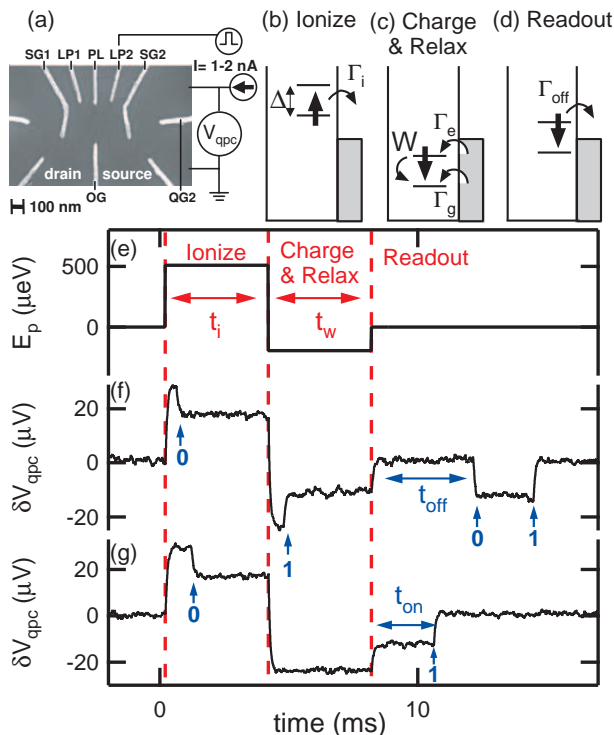 (a)
SG1 LP1 PL LP2 SG2
I= 1-2 nA
V_qpc
drain source
OG QG2
100 nm
(b) Ionize
Δ
Γ_i
(c) Charge
& Relax
W
Γ_e
Γ_g
(d) Readout
Γ_off
(e)
Ionize
Charge
& Relax
Readout
E_p (μeV)
500
0
t_i
t_w
(f)
δV_qpc (μV)
20
0
-20
0
1
t_off
0
1
(g)
δV_qpc (μV)
20
0
-20
0
t_on
1
0 10
time (ms)